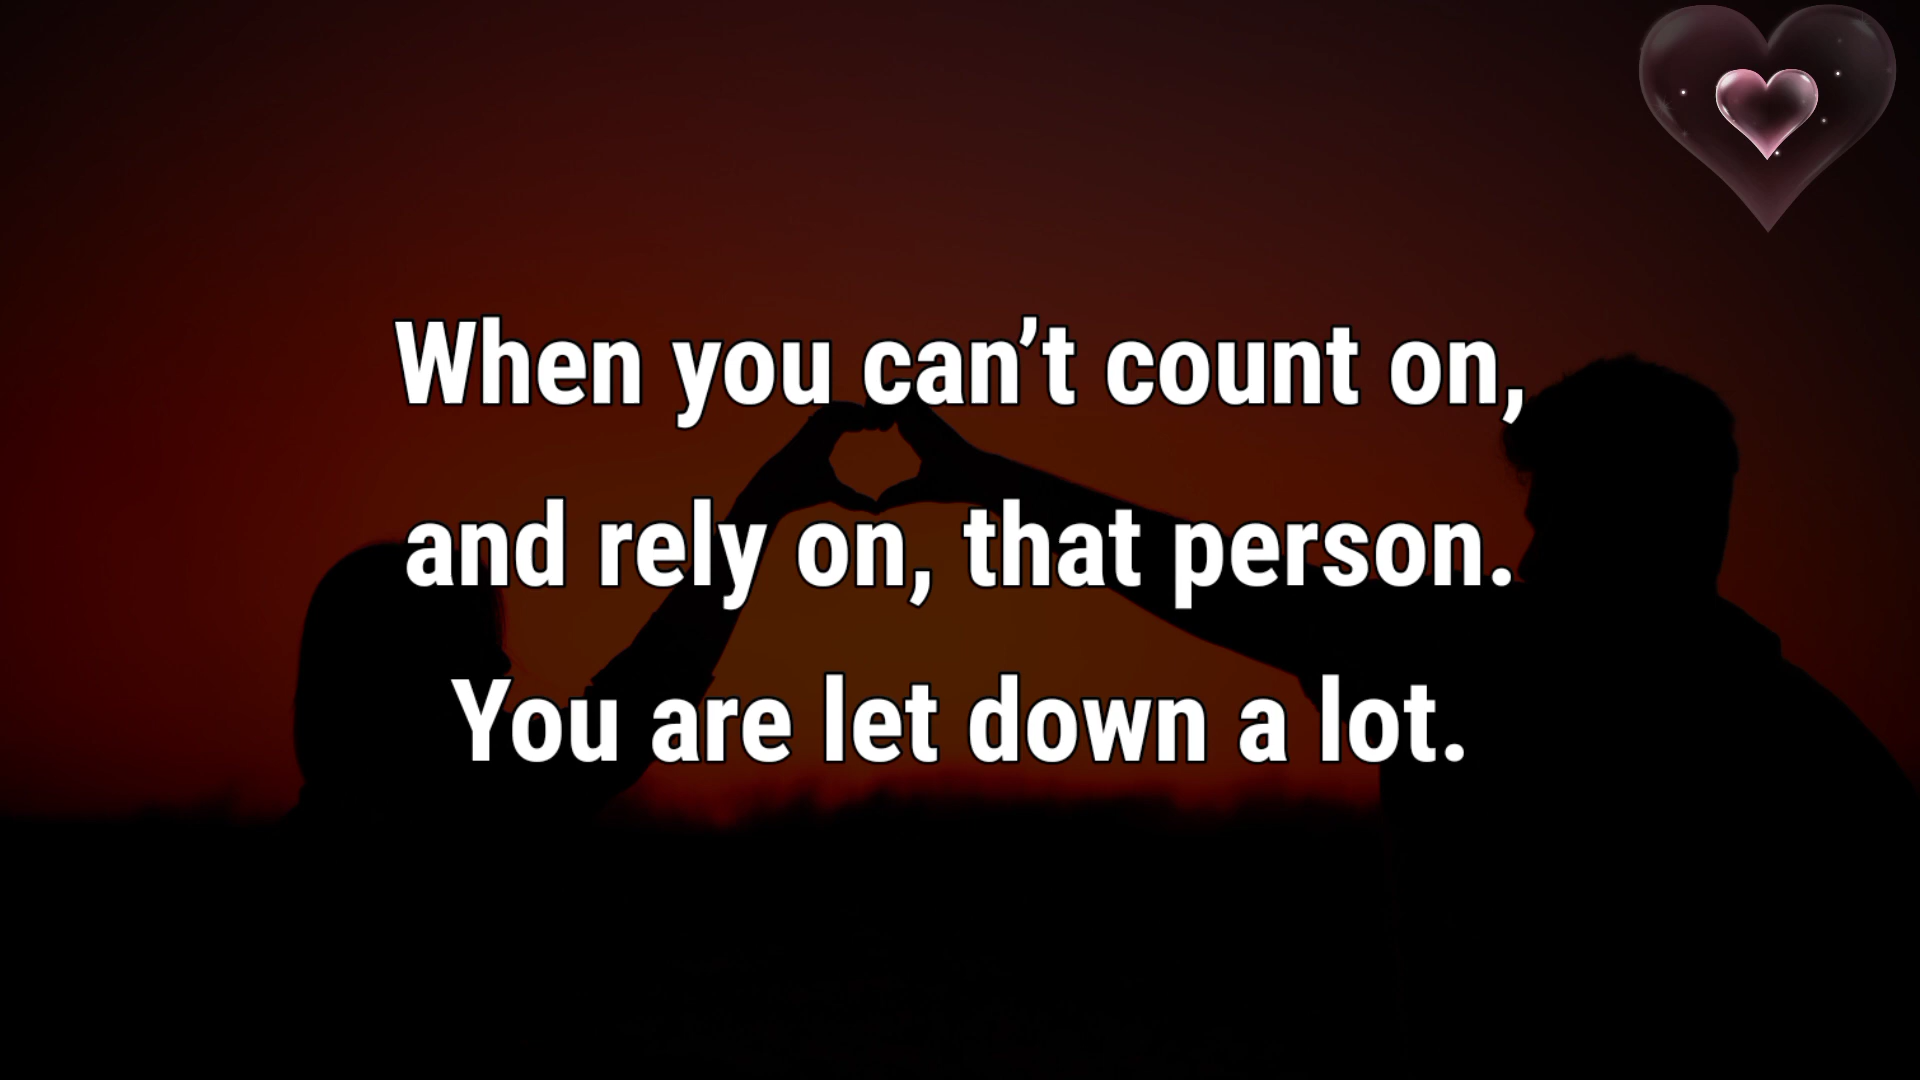 When you can’t count on,
and rely on, that person.
You are let down a lot.